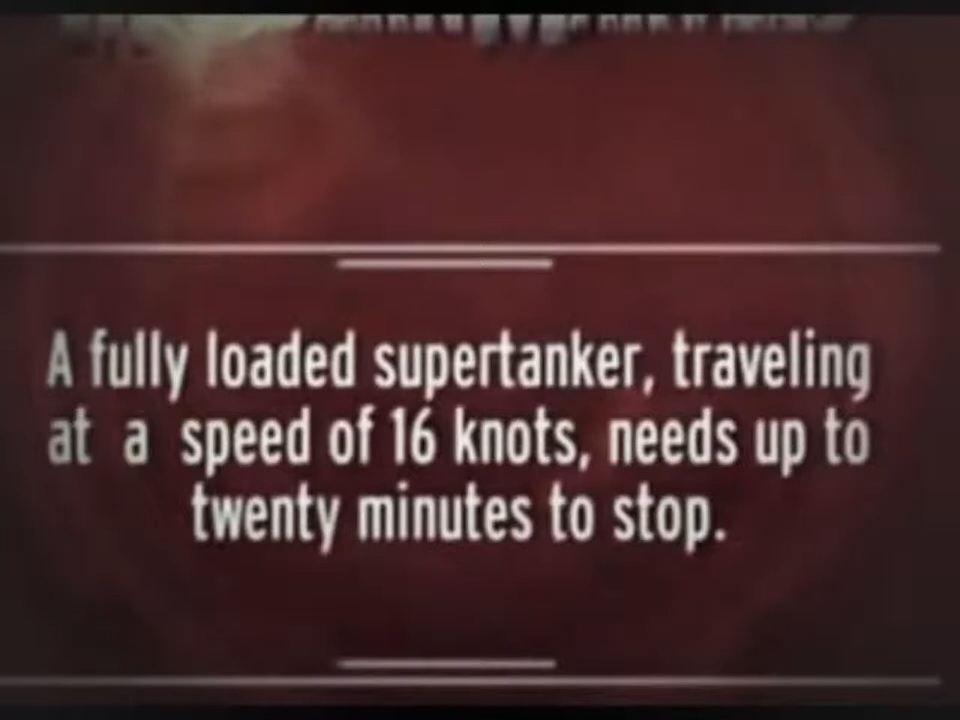 A fully loaded supertanker, traveling
at a speed of 16 knots, needs up to
twenty minutes to stop.